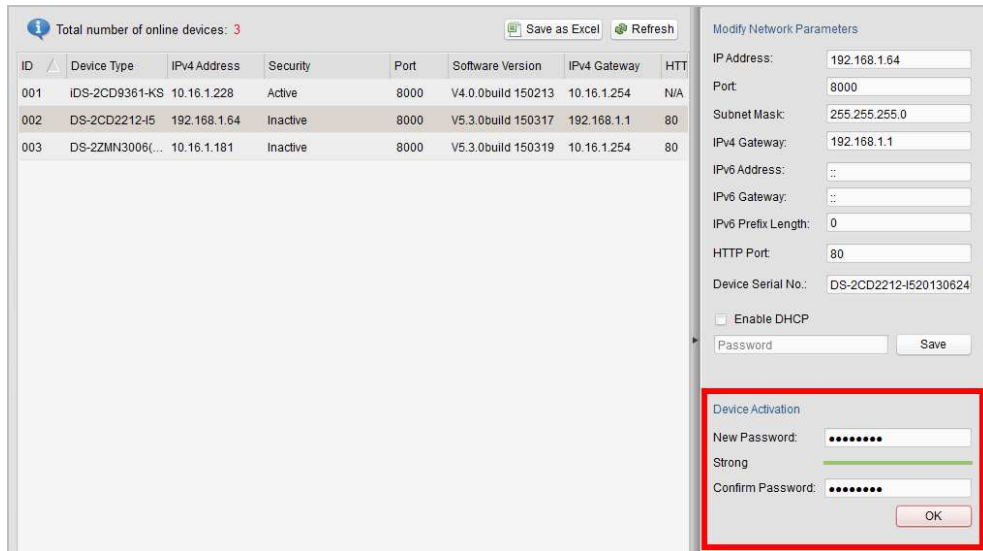 Total number of online devices: 3
Save as Excel
Refresh
ID Device Type IPv4 Address Security Port Software Version IPv4 Gateway HTT
001 iDS-2CD9361-KS 10.16.1.228 Active 8000 V4.0.0build 150213 10.16.1.254 N/A
002 DS-2CD2212-I5 192.168.1.64 Inactive 8000 V5.3.0build 150317 192.168.1.1 80
003 DS-2ZMN3006(... 10.16.1.181 Inactive 8000 V5.3.0build 150319 10.16.1.254 80
Modify Network Parameters
IP Address: 192.168.1.64
Port: 8000
Subnet Mask: 255.255.255.0
IPv4 Gateway: 192.168.1.1
IPv6 Address: ::
IPv6 Gateway: ::
IPv6 Prefix Length: 0
HTTP Port: 80
Device Serial No.: DS-2CD2212-I520130624
Enable DHCP
Password Save
Device Activation
New Password: ●●●●●●●●
Strong
Confirm Password: ●●●●●●●●
OK